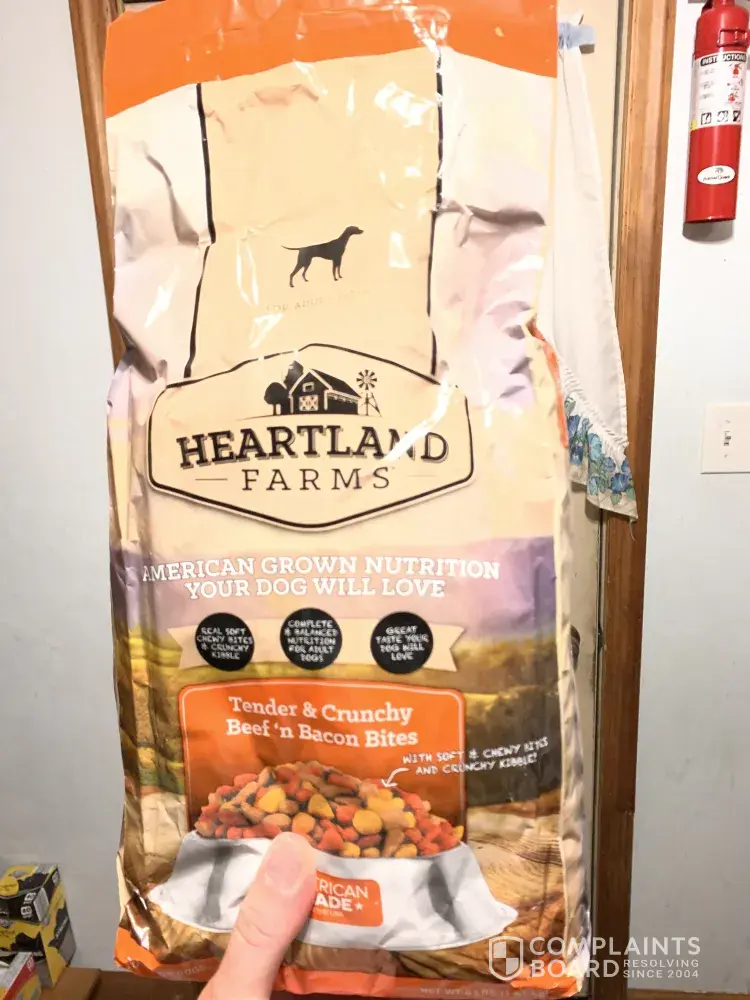 INSTRUCTIONS
HEARTLAND
FARMS
AMERICAN GROWN NUTRITION
YOUR DOG WILL LOVE
REAL SOFT
CHEWY BITES
& CRUNCHY
KIBBLE
COMPLETE
& BALANCED
NUTRITION
FOR ADULT
DOGS
GREAT
TASTE YOUR
DOG WILL
LOVE
Tender & Crunchy
Beef 'n Bacon Bites
WITH SOFT & CHEWY BITES
AND CRUNCHY KIBBLE!
COMPLAINTS
BOARD
RESOLVING
SINCE 2004